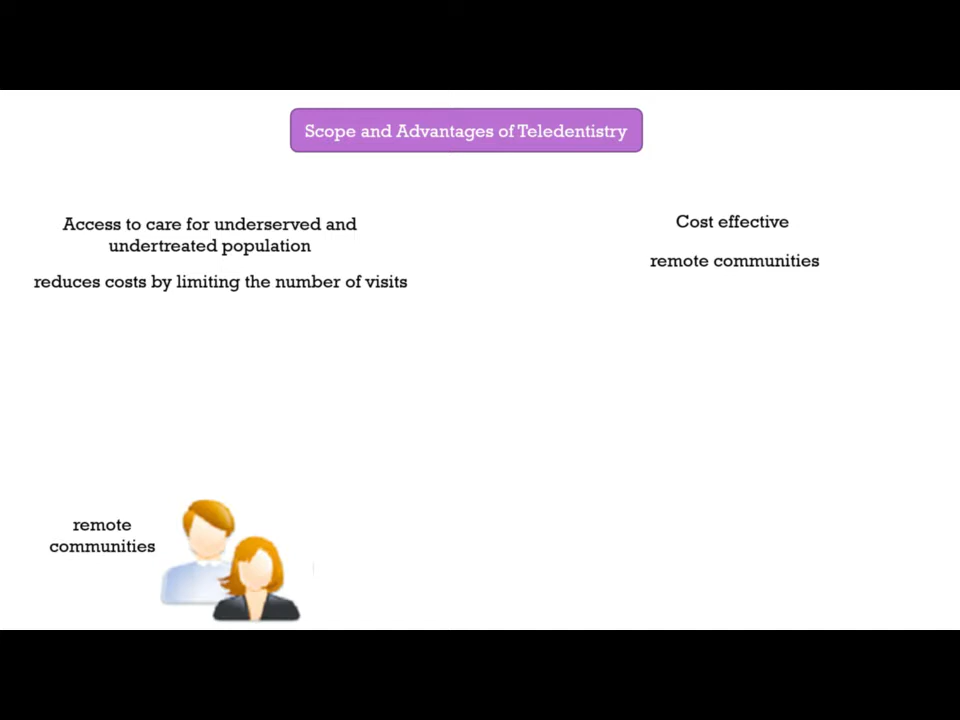 Scope and Advantages of Teledentistry
Access to care for underserved and
undertreated population
reduces costs by limiting the number of visits
Cost effective
remote communities
remote
communities